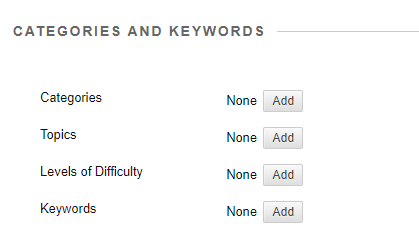 CATEGORIES AND KEYWORDS
Categories None Add
Topics None Add
Levels of Difficulty None Add
Keywords None Add